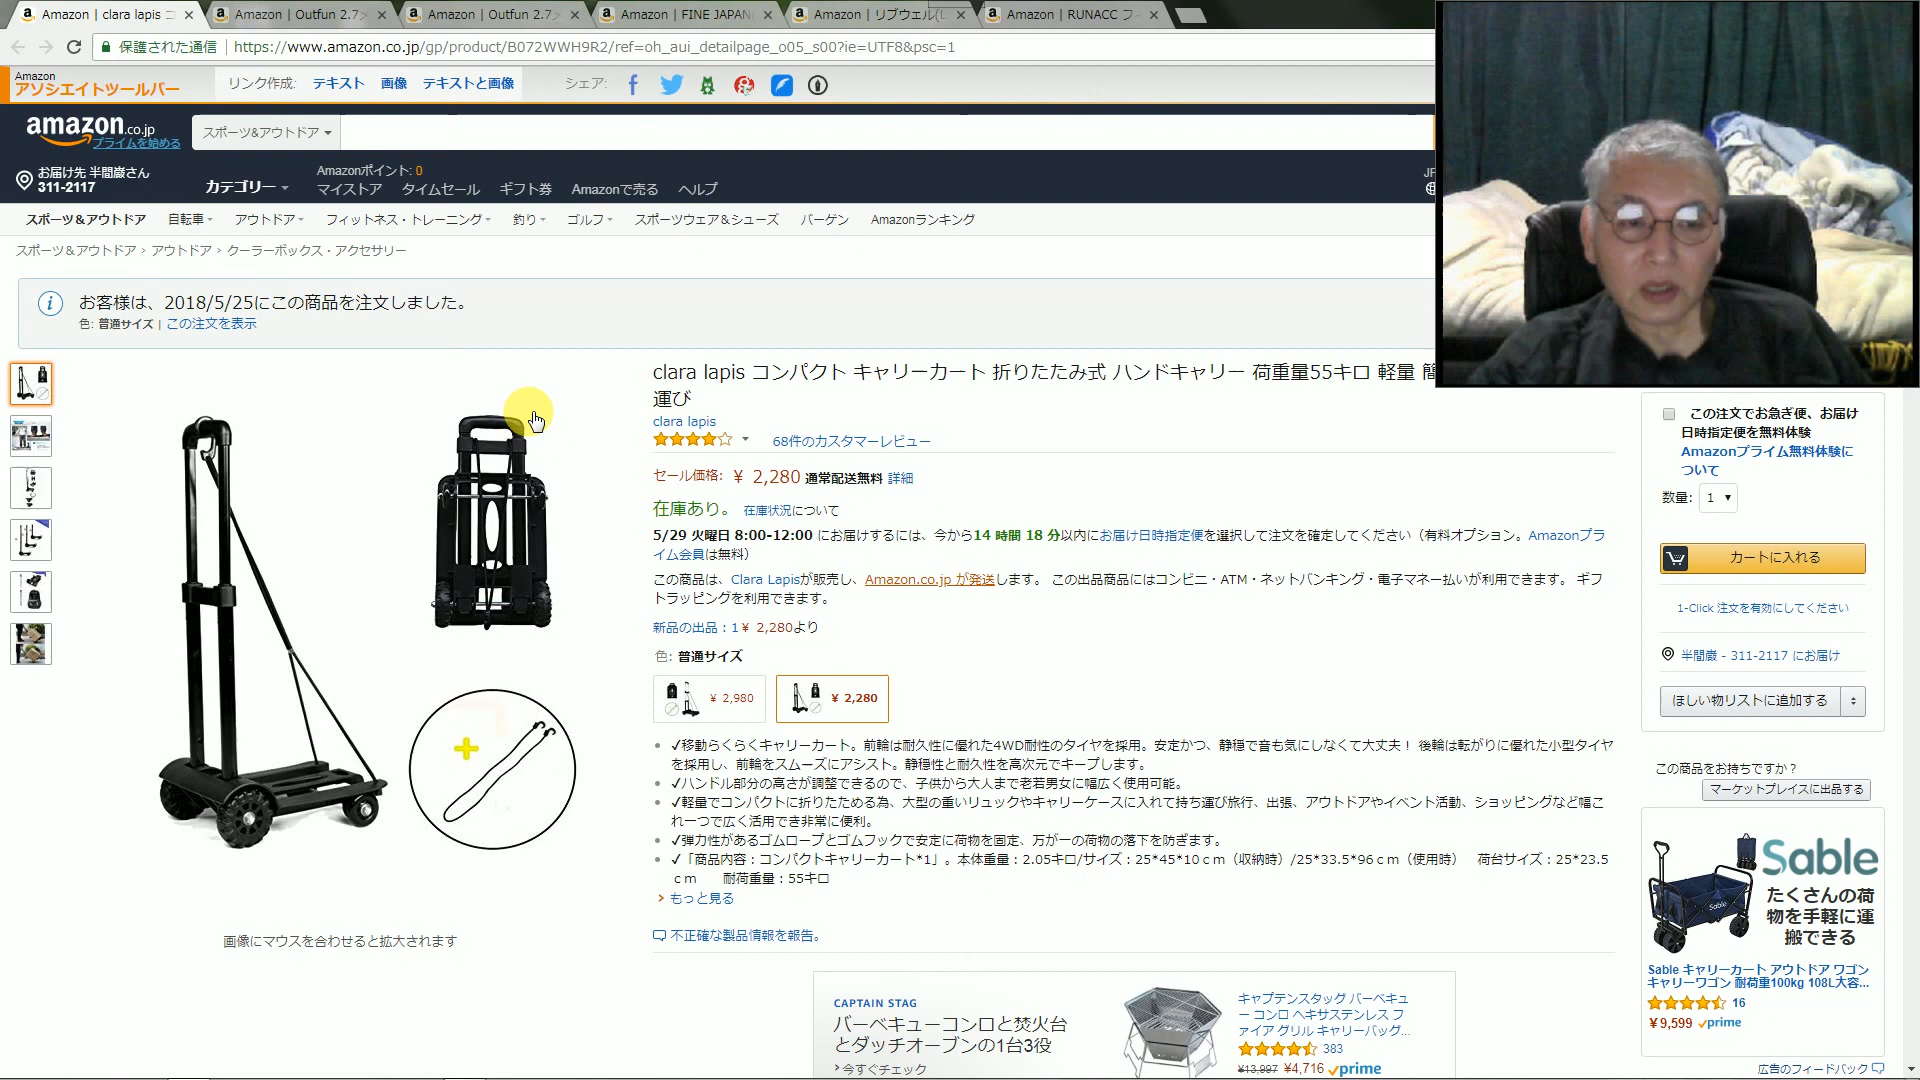 Amazon | clara lapis コ
Amazon | Outfun 2.7
Amazon | Outfun 2.7
Amazon | FINE JAPAN
Amazon | リブウェル(L
Amazon | RUNACC フ
保護された通信
https://www.amazon.co.jp/gp/product/B072WWH9R2/ref=oh_aui_detailpage_o05_s00?ie=UTF8&psc=1
Amazon
アソシエイトツールバー
リンク作成: テキスト 画像 テキストと画像
シェア:
amazon.co.jp
プライムを始める
スポーツ&アウトドア
お届け先 半間巌さん
311-2117
カテゴリー
Amazonポイント: 0
マイストア タイムセール ギフト券 Amazonで売る ヘルプ
JP
スポーツ&アウトドア 自転車 アウトドア フィットネス・トレーニング 釣り ゴルフ スポーツウェア&シューズ バーゲン Amazonランキング
スポーツ&アウトドア › アウトドア › クーラーボックス・アクセサリー
お客様は、2018/5/25にこの商品を注文しました。
色: 普通サイズ | この注文を表示
clara lapis コンパクト キャリーカート 折りたたみ式 ハンドキャリー 荷重量55キロ 軽量 簡
運び
clara lapis
68件のカスタマーレビュー
セール価格: ¥ 2,280 通常配送無料 詳細
在庫あり。 在庫状況について
5/29 火曜日 8:00-12:00 にお届けするには、今から14 時間 18 分以内にお届け日時指定便を選択して注文を確定してください（有料オプション。Amazonプラ
イム会員は無料）
この商品は、Clara Lapisが販売し、Amazon.co.jp が発送します。 この出品商品にはコンビニ・ATM・ネットバンキング・電子マネー払いが利用できます。 ギフ
トラッピングを利用できます。
新品の出品：1¥ 2,280より
色: 普通サイズ
¥ 2,980
¥ 2,280
✓移動らくらくキャリーカート。前輪は耐久性に優れた4WD耐性のタイヤを採用。安定かつ、静穏で音も気にしなくて大丈夫！ 後輪は転がりに優れた小型タイヤ
を採用し、前輪をスムーズにアシスト。静穏性と耐久性を高次元でキープします。
✓ハンドル部分の高さが調整できるので、子供から大人まで老若男女に幅広く使用可能。
✓軽量でコンパクトに折りたためる為、大型の重いリュックやキャリーケースに入れて持ち運び旅行、出張、アウトドアやイベント活動、ショッピングなど幅こ
れ一つで広く活用でき非常に便利。
✓弾力性があるゴムロープとゴムフックで安定に荷物を固定、万が一の荷物の落下を防ぎます。
✓「商品内容：コンパクトキャリーカート*1」。本体重量：2.05キロ/サイズ：25*45*10ｃｍ（収納時）/25*33.5*96ｃｍ（使用時） 荷台サイズ：25*23.5
ｃｍ 耐荷重量：55キロ
› もっと見る
不正確な製品情報を報告。
画像にマウスを合わせると拡大されます
CAPTAIN STAG
バーベキューコンロと焚火台
とダッチオーブンの1台3役
›今すぐチェック
キャプテンスタッグ バーベキュ
ー コンロ ヘキサステンレス フ
ァイア グリル キャリーバッグ...
383
¥13,997 ¥4,716 prime
この注文でお急ぎ便、お届け
日時指定便を無料体験
Amazonプライム無料体験に
ついて
数量: 1
カートに入れる
1-Click 注文を有効にしてください
半間巌 - 311-2117 にお届け
ほしい物リストに追加する
この商品をお持ちですか？
マーケットプレイスに出品する
Sable
たくさんの荷
物を手軽に運
搬できる
Sable
Sable キャリーカート アウトドア ワゴン
キャリーワゴン 耐荷重100kg 108L大容...
16
¥9,599 prime
広告のフィードバック